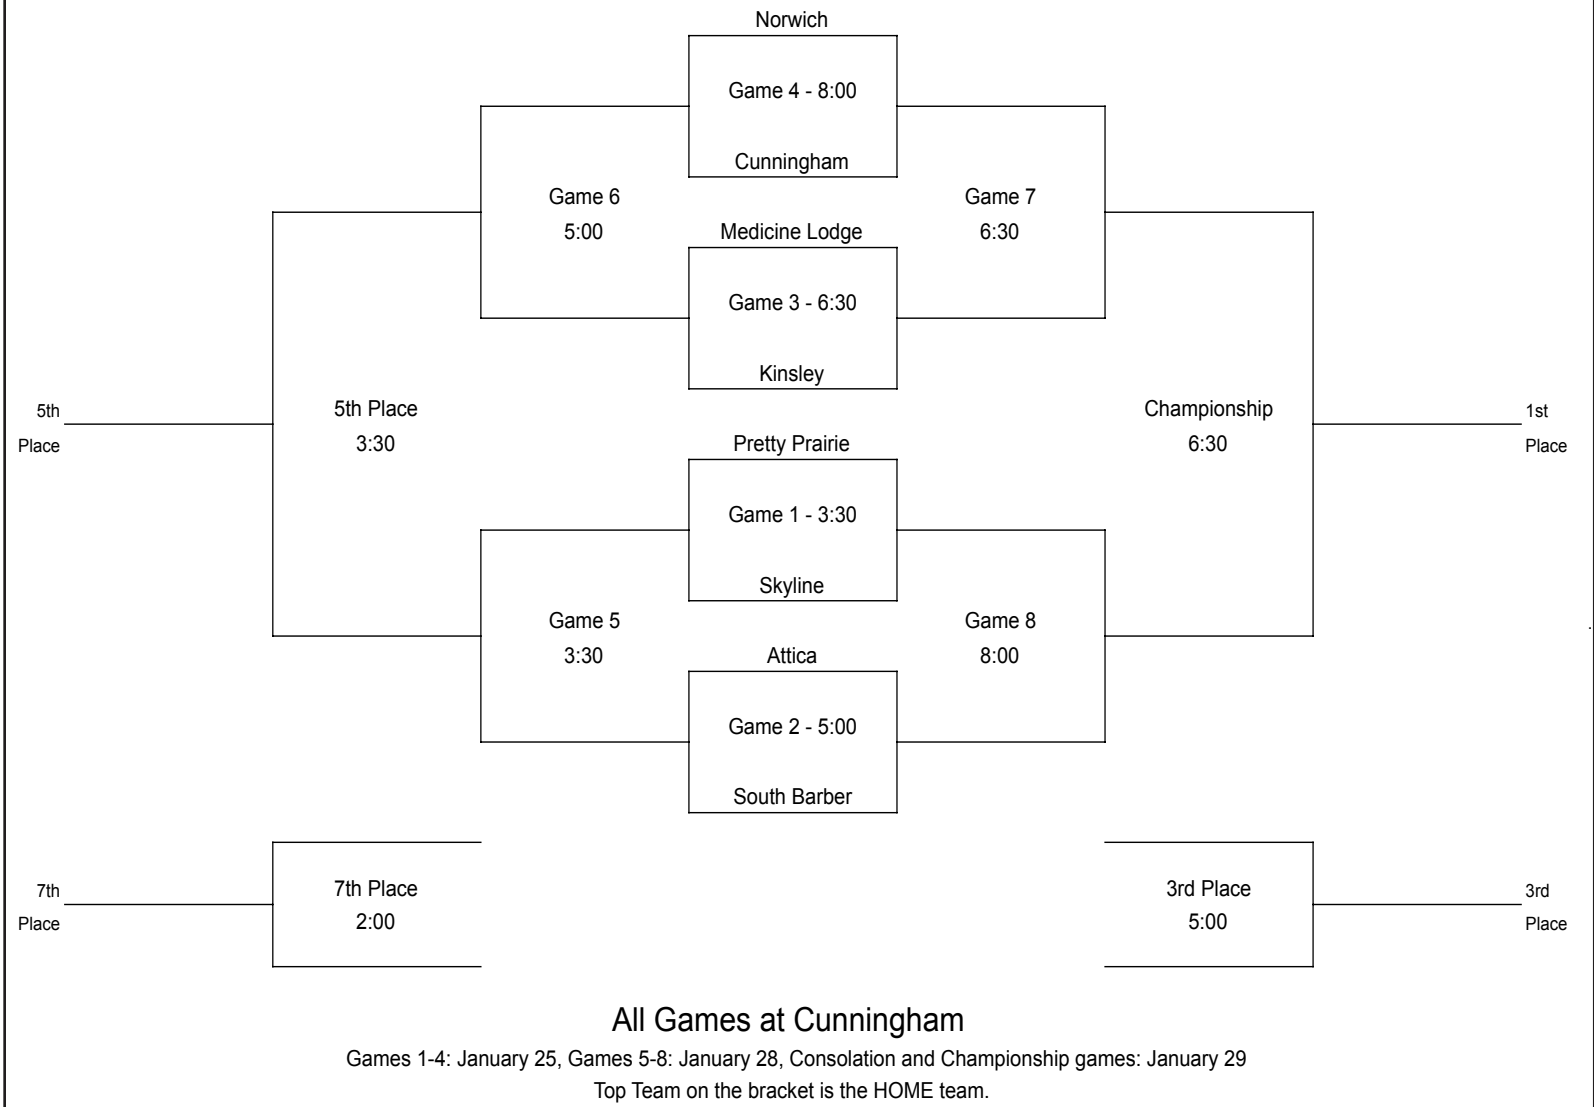 Norwich
Game 4 - 8:00
Cunningham
Game 6
5:00
Game 7
6:30
Medicine Lodge
Game 3 - 6:30
Kinsley
5th
Place
5th Place
3:30
Championship
6:30
1st
Place
Pretty Prairie
Game 1 - 3:30
Skyline
Game 5
3:30
Game 8
8:00
Attica
Game 2 - 5:00
South Barber
7th
Place
7th Place
2:00
3rd Place
5:00
3rd
Place
All Games at Cunningham
Games 1-4: January 25, Games 5-8: January 28, Consolation and Championship games: January 29
Top Team on the bracket is the HOME team.